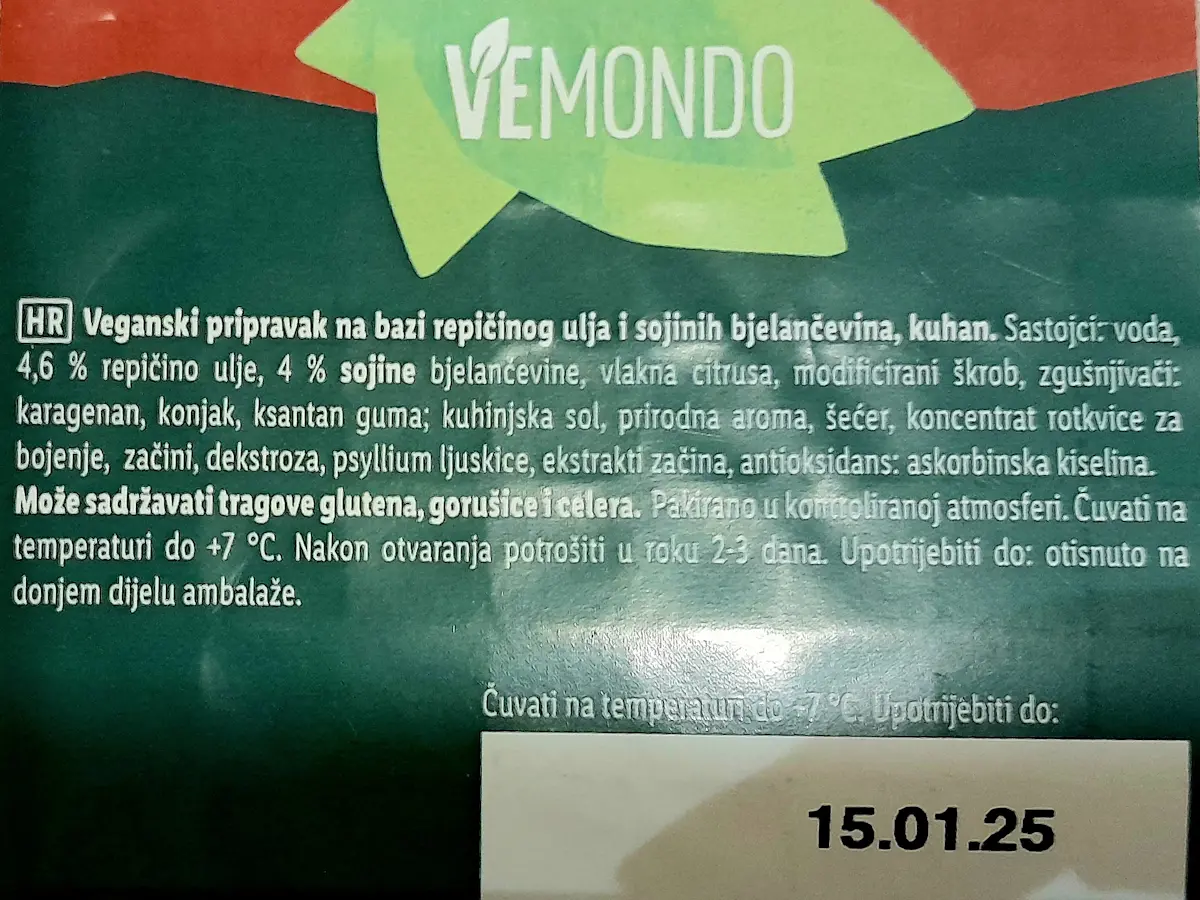 VEMONDO
HR Veganski pripravak na bazi repičinog ulja i sojinih bjelančevina, kuhan. Sastojci: voda,
4,6 % repičino ulje, 4 % sojine bjelančevine, vlakna citrusa, modificirani škrob, zgušnjivači:
karagenan, konjak, ksantan guma; kuhinjska sol, prirodna aroma, šećer, koncentrat rotkvice za
bojenje, začini, dekstroza, psyllium ljuskice, ekstrakti začina, antioksidans: askorbinska kiselina.
Može sadržavati tragove glutena, gorušice i celera. Pakirano u kontroliranoj atmosferi. Čuvati na
temperaturi do +7 °C. Nakon otvaranja potrošiti u roku 2-3 dana. Upotrijebiti do: otisnuto na
donjem dijelu ambalaže.
Čuvati na temperaturi do +7 °C. Upotrijebiti do:
15.01.25